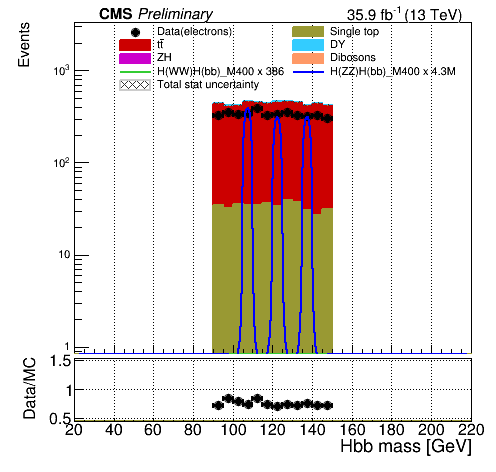 CMS Preliminary 35.9 fb⁻¹ (13 TeV)
Data(electrons) Single top
tt̄ DY
ZH Dibosons
H(WW)H(bb)_M400 x 386 H(ZZ)H(bb)_M400 x 4.3M
Total stat uncertainty
Events
10³
10²
10
1
Data/MC
1.5
1
0.5
20 40 60 80 100 120 140 160 180 200 220
Hbb mass [GeV]